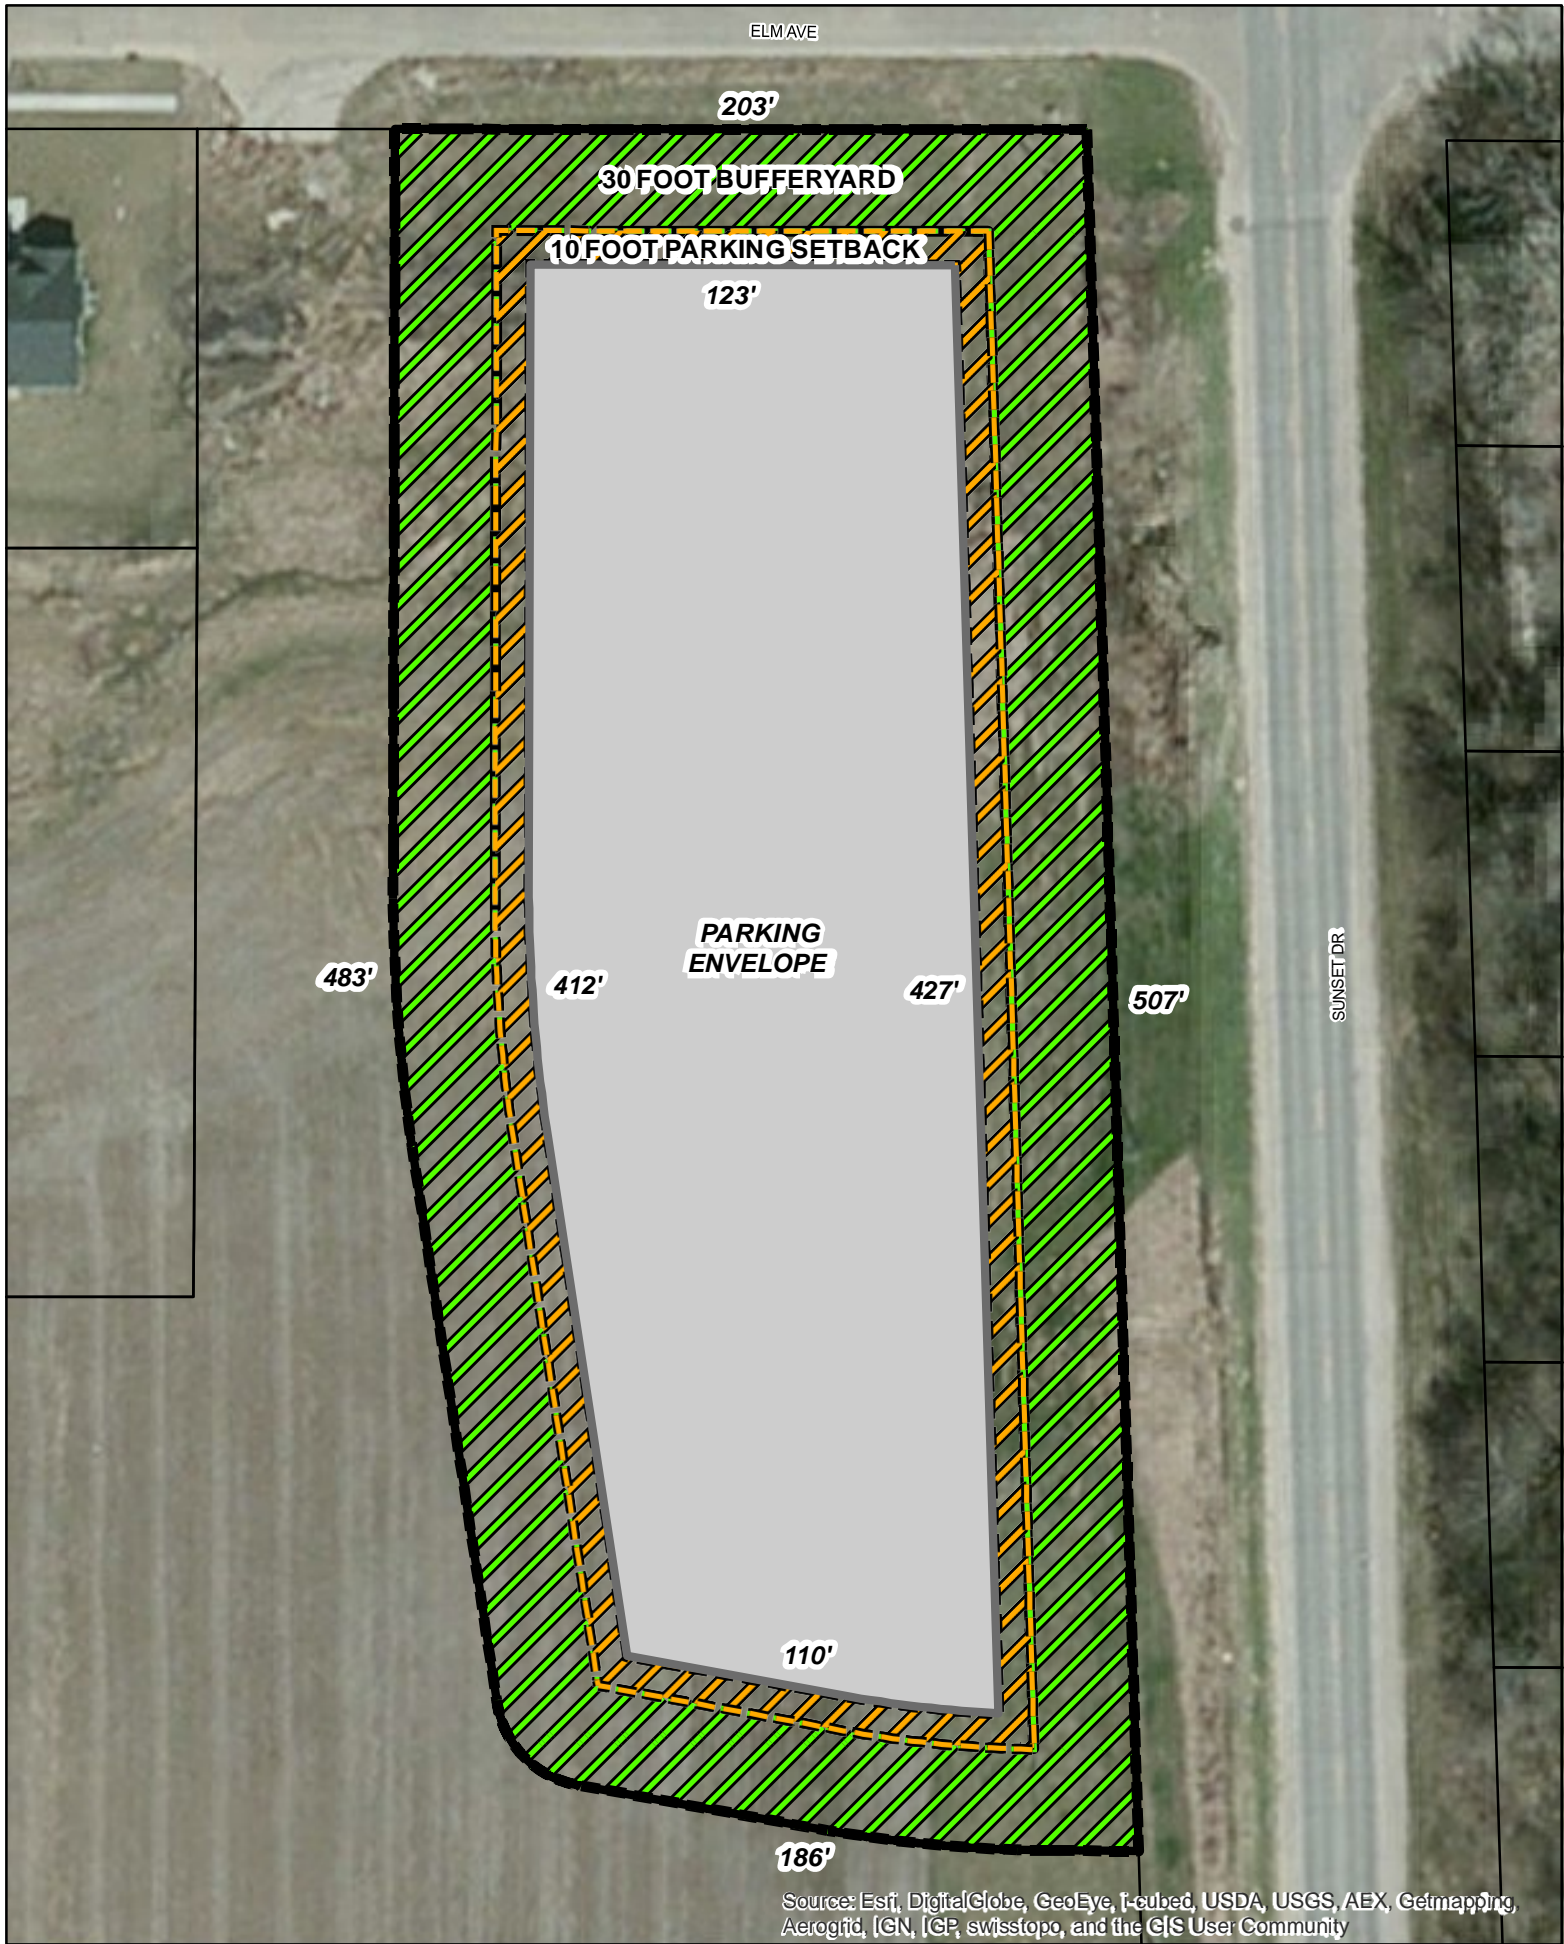 ELM AVE
203'
30 FOOT BUFFERYARD
10 FOOT PARKING SETBACK
123'
PARKING
ENVELOPE
483'
412'
427'
507'
SUNSET DR
110'
186'
Source: Esri, DigitalGlobe, GeoEye, i-cubed, USDA, USGS, AEX, Getmapping,
Aerogrid, IGN, IGP, swisstopo, and the GIS User Community